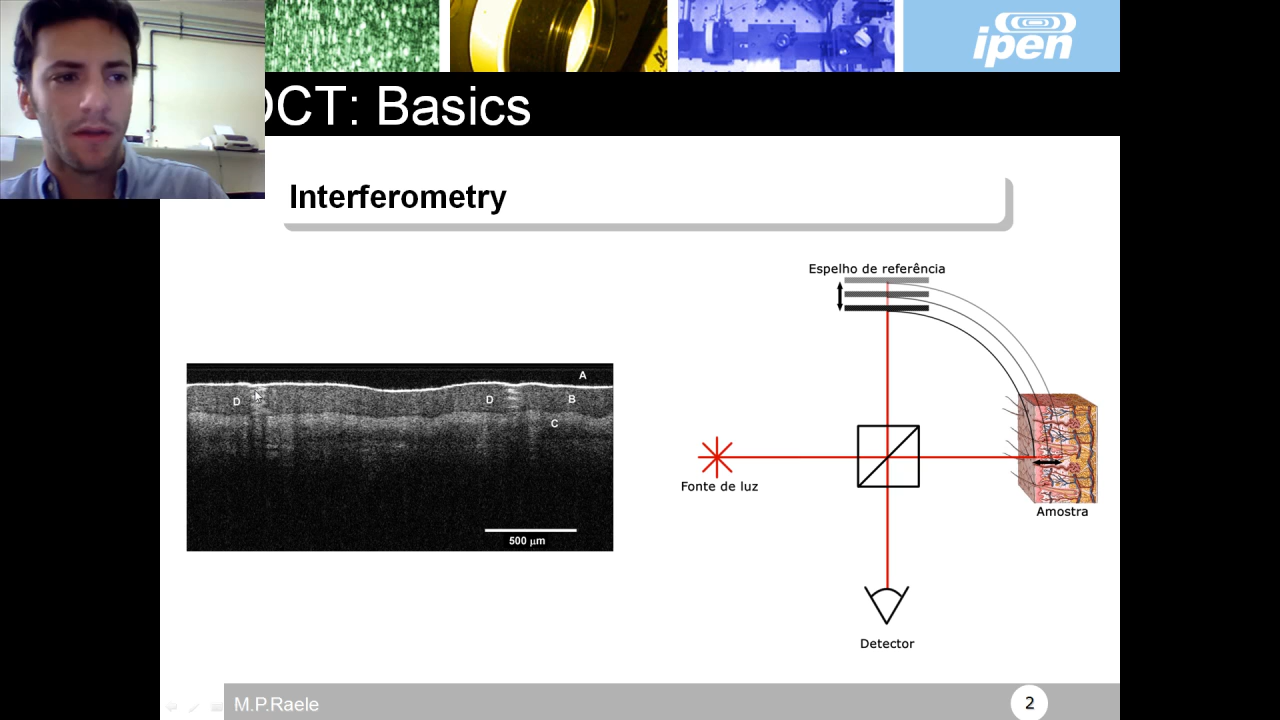 ipen
OCT: Basics
Interferometry
Espelho de referência
A
D
D
B
C
500 μm
Fonte de luz
Amostra
Detector
M.P.Raele
2